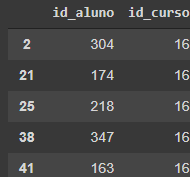 id_aluno id_curso
2 304 16
21 174 16
25 218 16
38 347 16
41 163 16